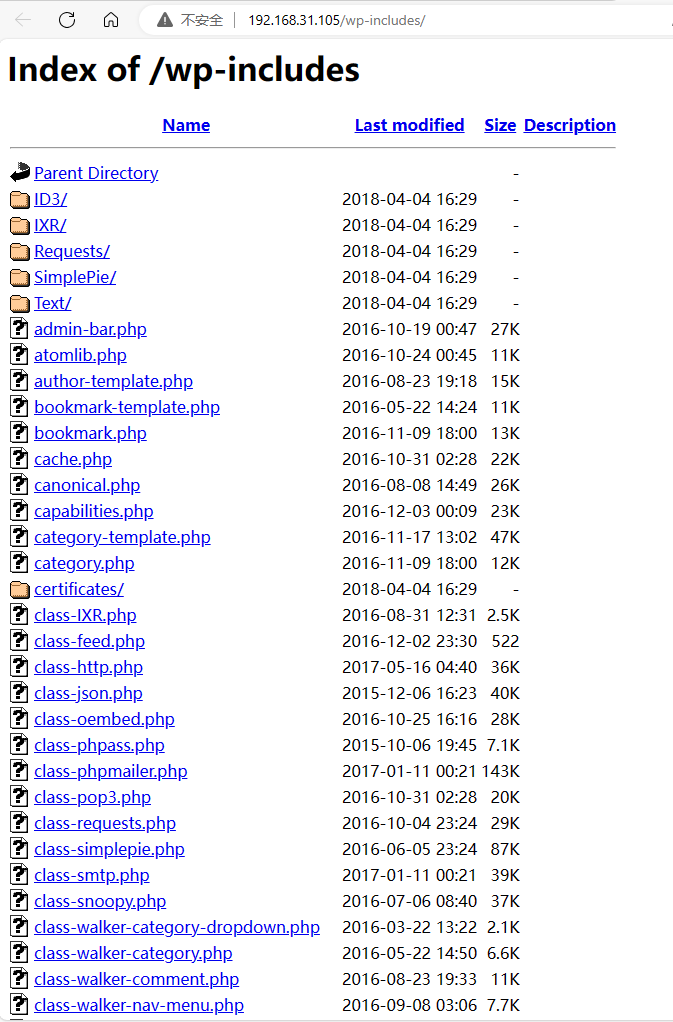 不安全 192.168.31.105/wp-includes/
Index of /wp-includes
Name Last modified Size Description
Parent Directory -
ID3/ 2018-04-04 16:29 -
IXR/ 2018-04-04 16:29 -
Requests/ 2018-04-04 16:29 -
SimplePie/ 2018-04-04 16:29 -
Text/ 2018-04-04 16:29 -
admin-bar.php 2016-10-19 00:47 27K
atomlib.php 2016-10-24 00:45 11K
author-template.php 2016-08-23 19:18 15K
bookmark-template.php 2016-05-22 14:24 11K
bookmark.php 2016-11-09 18:00 13K
cache.php 2016-10-31 02:28 22K
canonical.php 2016-08-08 14:49 26K
capabilities.php 2016-12-03 00:09 23K
category-template.php 2016-11-17 13:02 47K
category.php 2016-11-09 18:00 12K
certificates/ 2018-04-04 16:29 -
class-IXR.php 2016-08-31 12:31 2.5K
class-feed.php 2016-12-02 23:30 522
class-http.php 2017-05-16 04:40 36K
class-json.php 2015-12-06 16:23 40K
class-oembed.php 2016-10-25 16:16 28K
class-phpass.php 2015-10-06 19:45 7.1K
class-phpmailer.php 2017-01-11 00:21 143K
class-pop3.php 2016-10-31 02:28 20K
class-requests.php 2016-10-04 23:24 29K
class-simplepie.php 2016-06-05 23:24 87K
class-smtp.php 2017-01-11 00:21 39K
class-snoopy.php 2016-07-06 08:40 37K
class-walker-category-dropdown.php 2016-03-22 13:22 2.1K
class-walker-category.php 2016-05-22 14:50 6.6K
class-walker-comment.php 2016-08-23 19:33 11K
class-walker-nav-menu.php 2016-09-08 03:06 7.7K